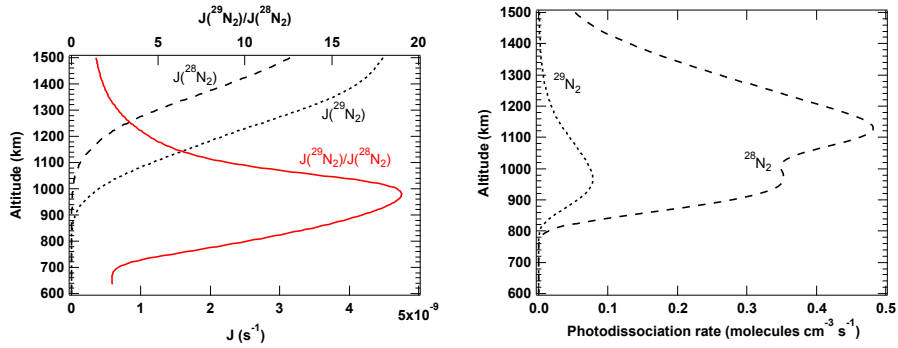 J(²⁹N₂)/J(²⁸N₂)
0 5 10 15 20
1500
1400
1300
1200
1100
1000
900
800
700
600
Altitude (km)
J(²⁸N₂)
J(²⁹N₂)
J(²⁹N₂)/J(²⁸N₂)
0 1 2 3 4 5x10⁻⁹
J (s⁻¹)
1500
1400
1300
1200
1100
1000
900
800
700
600
Altitude (km)
²⁹N₂
²⁸N₂
0.0 0.1 0.2 0.3 0.4 0.5
Photodissociation rate (molecules cm⁻³ s⁻¹)